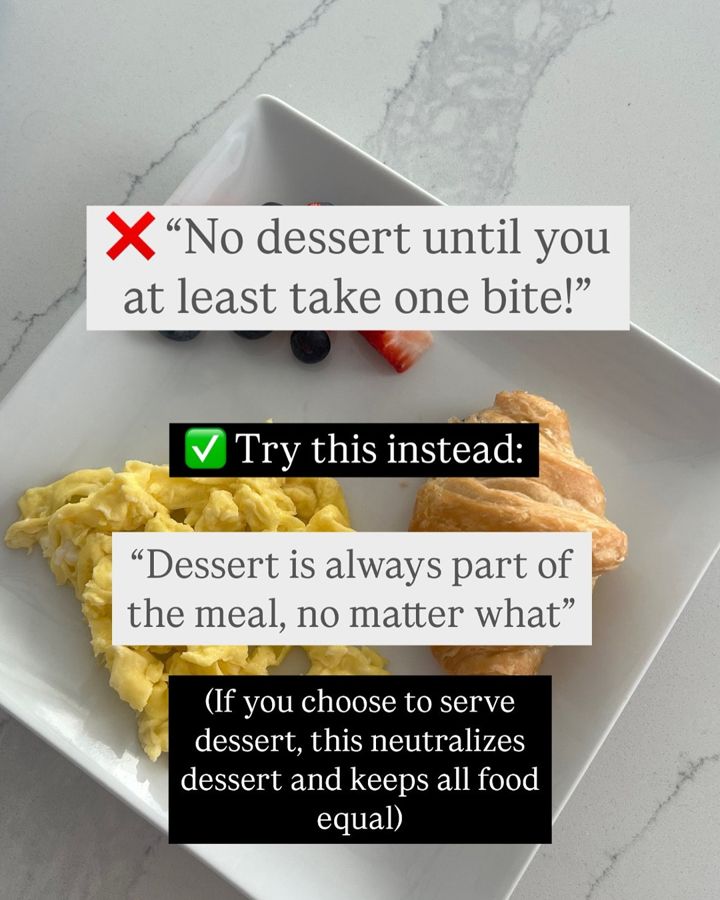 ❌ “No dessert until you
at least take one bite!”
✅ Try this instead:
“Dessert is always part of
the meal, no matter what”
(If you choose to serve
dessert, this neutralizes
dessert and keeps all food
equal)